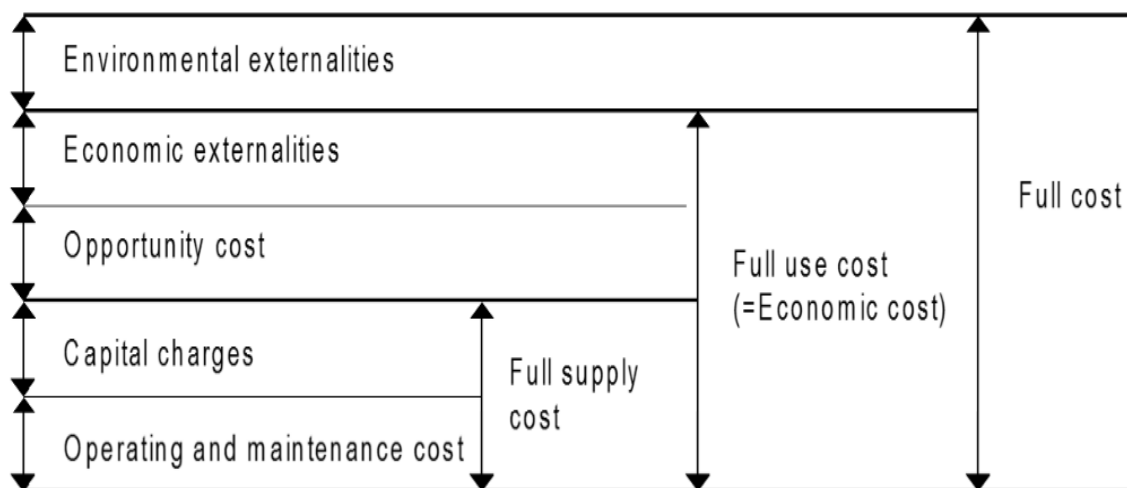 Environmental externalities
Economic externalities
Full cost
Opportunity cost
Full use cost
(=Economic cost)
Capital charges
Full supply
cost
Operating and maintenance cost